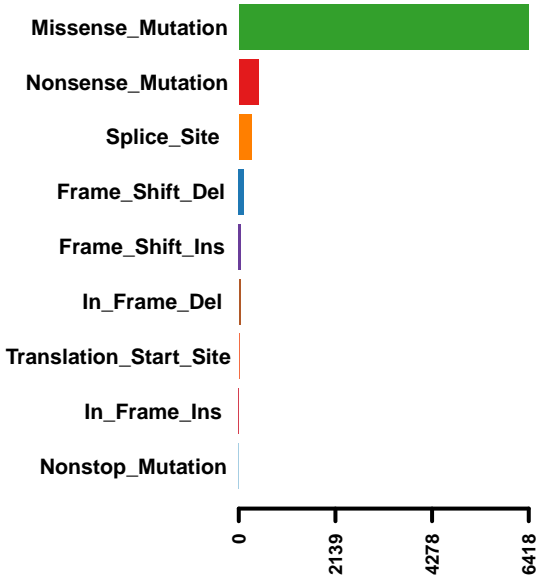 Missense_Mutation
Nonsense_Mutation
Splice_Site
Frame_Shift_Del
Frame_Shift_Ins
In_Frame_Del
Translation_Start_Site
In_Frame_Ins
Nonstop_Mutation
0
2139
4278
6418